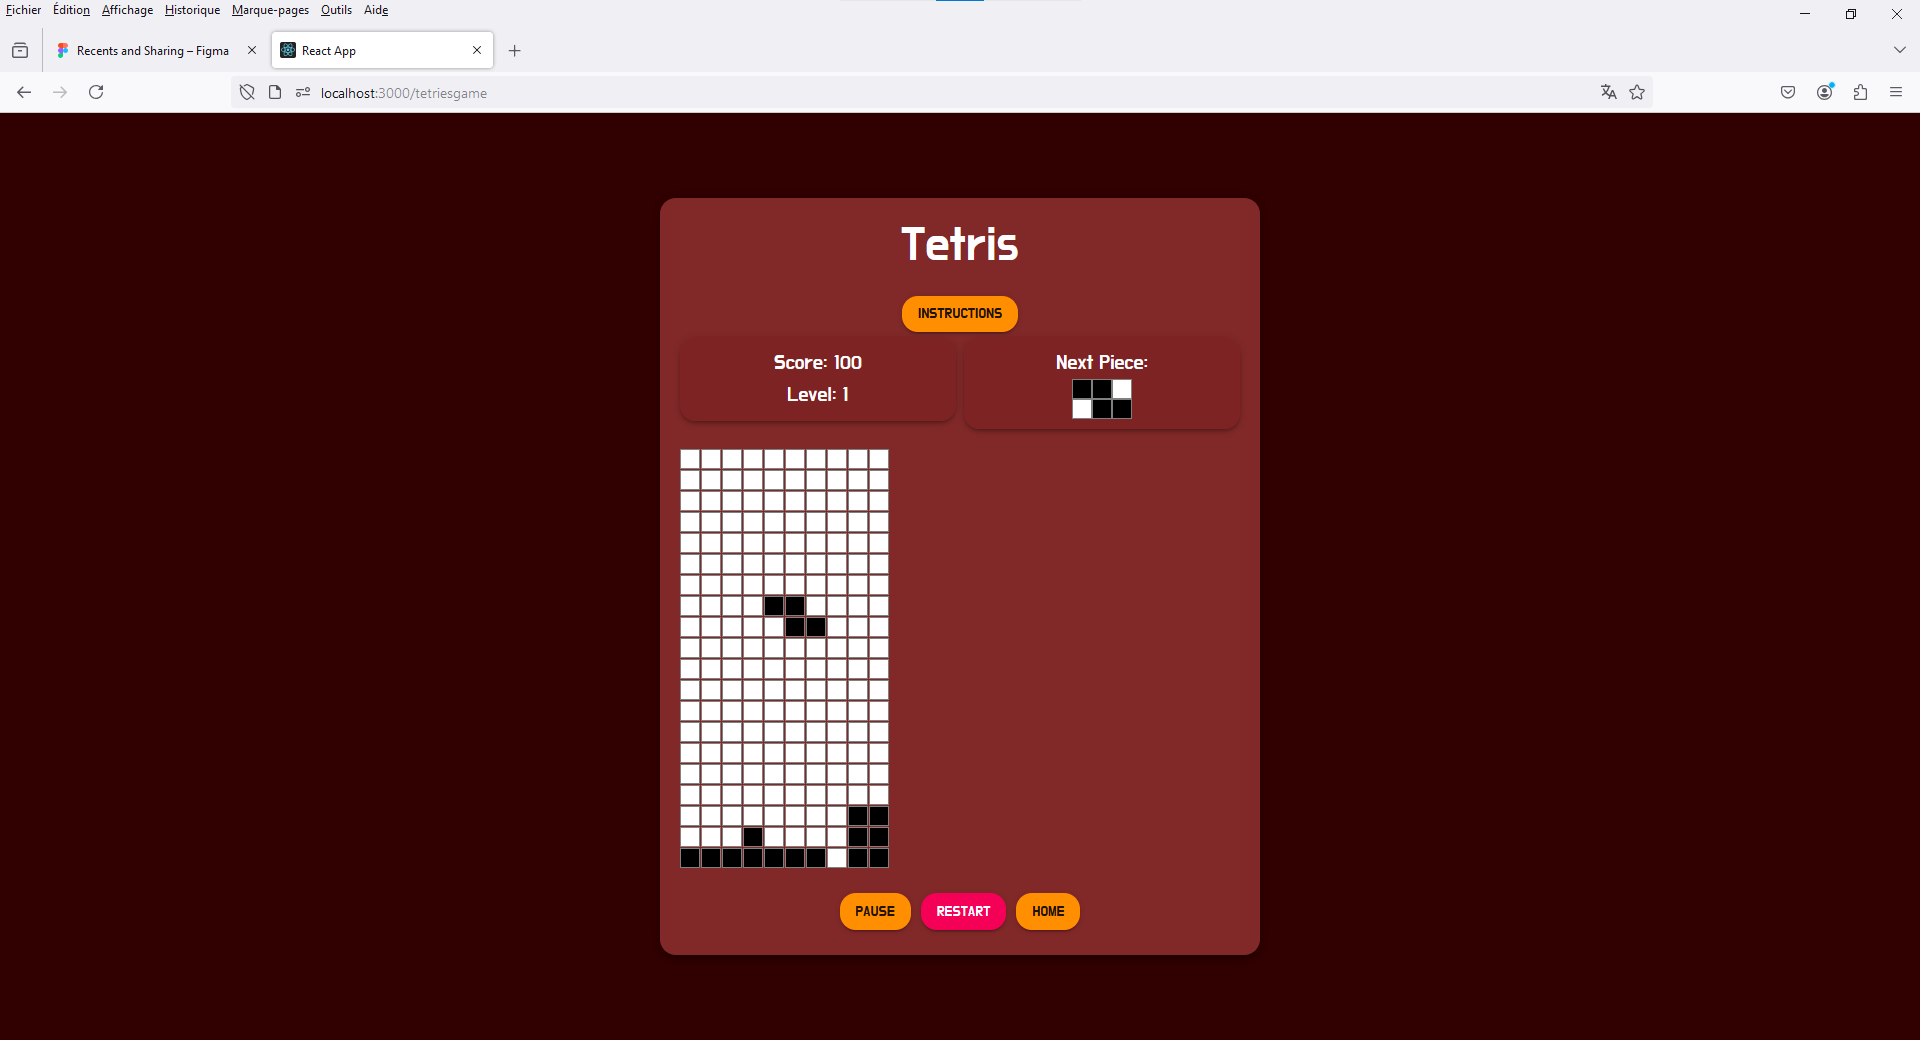 Fichier Édition Affichage Historique Marque-pages Outils Aide
Recents and Sharing – Figma
React App
localhost:3000/tetriesgame
Tetris
INSTRUCTIONS
Score: 100
Level: 1
Next Piece:
PAUSE
RESTART
HOME